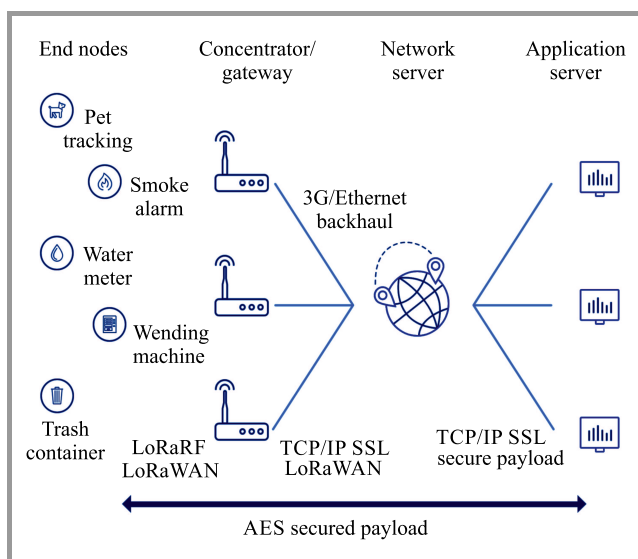 End nodes
Concentrator/
gateway
Network
server
Application
server
Pet
tracking
Smoke
alarm
3G/Ethernet
backhaul
Water
meter
Wending
machine
Trash
container
LoRaRF
LoRaWAN
TCP/IP SSL
LoRaWAN
TCP/IP SSL
secure payload
AES secured payload